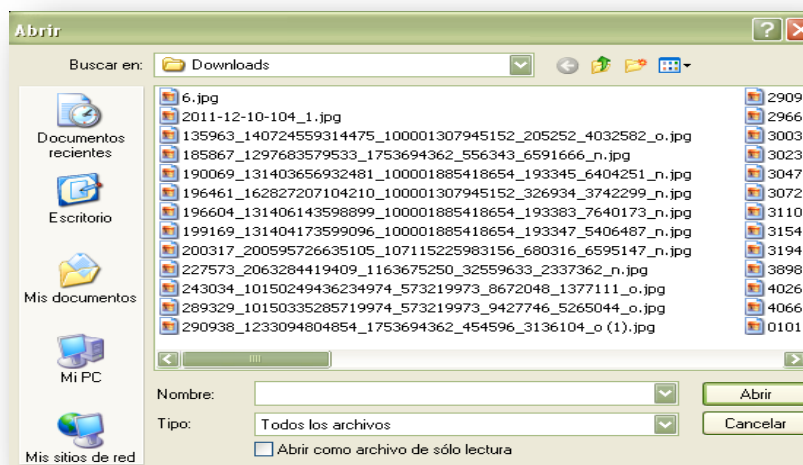 Abrir
Buscar en:
Downloads
Documentos
recientes
Escritorio
Mis documentos
Mi PC
Mis sitios de red
6.jpg
2011-12-10-104_1.jpg
135963_140724559314475_100001307945152_205252_4032582_o.jpg
185867_1297683579533_1753694362_556343_6591666_n.jpg
190069_131403656932481_100001885418654_193345_6404251_n.jpg
196461_162827207104210_100001307945152_326934_3742299_n.jpg
196604_131406143598899_100001885418654_193383_7640173_n.jpg
199169_131404173599096_100001885418654_193347_5406487_n.jpg
200317_200595726635105_107115225983156_680316_6595147_n.jpg
227573_2063284419409_1163675250_32559633_2337362_n.jpg
243034_10150249436234974_573219973_8672048_1377111_o.jpg
289329_10150335285719974_573219973_9427746_5265044_o.jpg
290938_1233094804854_1753694362_454596_3136104_o (1).jpg
2909
2966
3003
3023
3047
3072
3110
3154
3194
3898
4026
4066
0101
Nombre:
Abrir
Tipo:
Todos los archivos
Cancelar
Abrir como archivo de sólo lectura